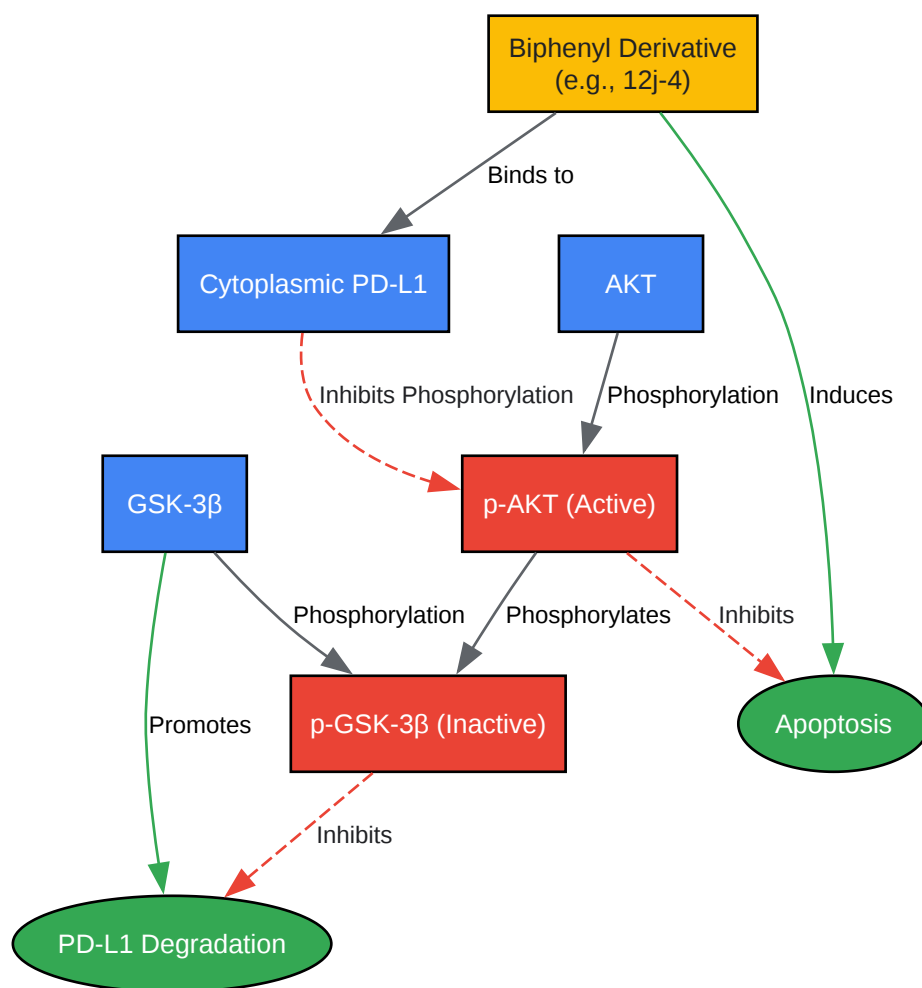 Biphenyl Derivative
(e.g., 12j-4)
Binds to
Cytoplasmic PD-L1
AKT
Inhibits Phosphorylation
Phosphorylation
Induces
GSK-3β
p-AKT (Active)
Phosphorylation
Phosphorylates
Inhibits
Promotes
p-GSK-3β (Inactive)
Apoptosis
Inhibits
PD-L1 Degradation